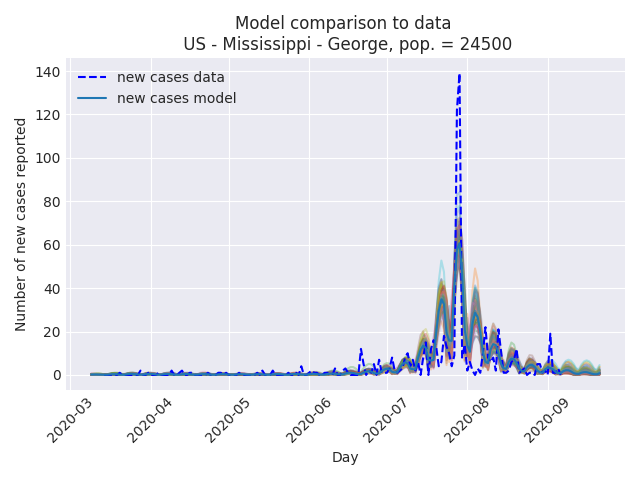 Model comparison to data
US - Mississippi - George, pop. = 24500
new cases data
new cases model
Number of new cases reported
140
120
100
80
60
40
20
0
2020-03
2020-04
2020-05
2020-06
2020-07
2020-08
2020-09
Day